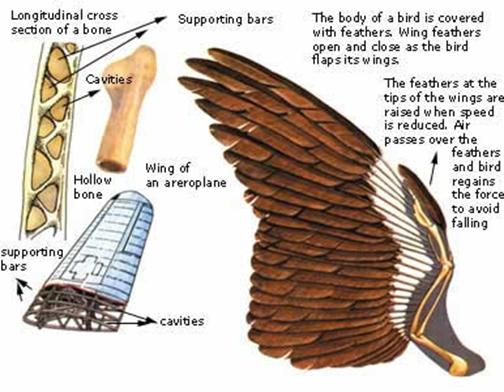 Longitudinal cross
section of a bone
Supporting bars
Cavities
Hollow
bone
Wing of
an areroplane
supporting
bars
cavities
The body of a bird is covered
with feathers. Wing feathers
open and close as the bird
flaps its wings.
The feathers at the
tips of the wings are
raised when speed
is reduced. Air
passes over the
feathers
and bird
regains
the force
to avoid
falling